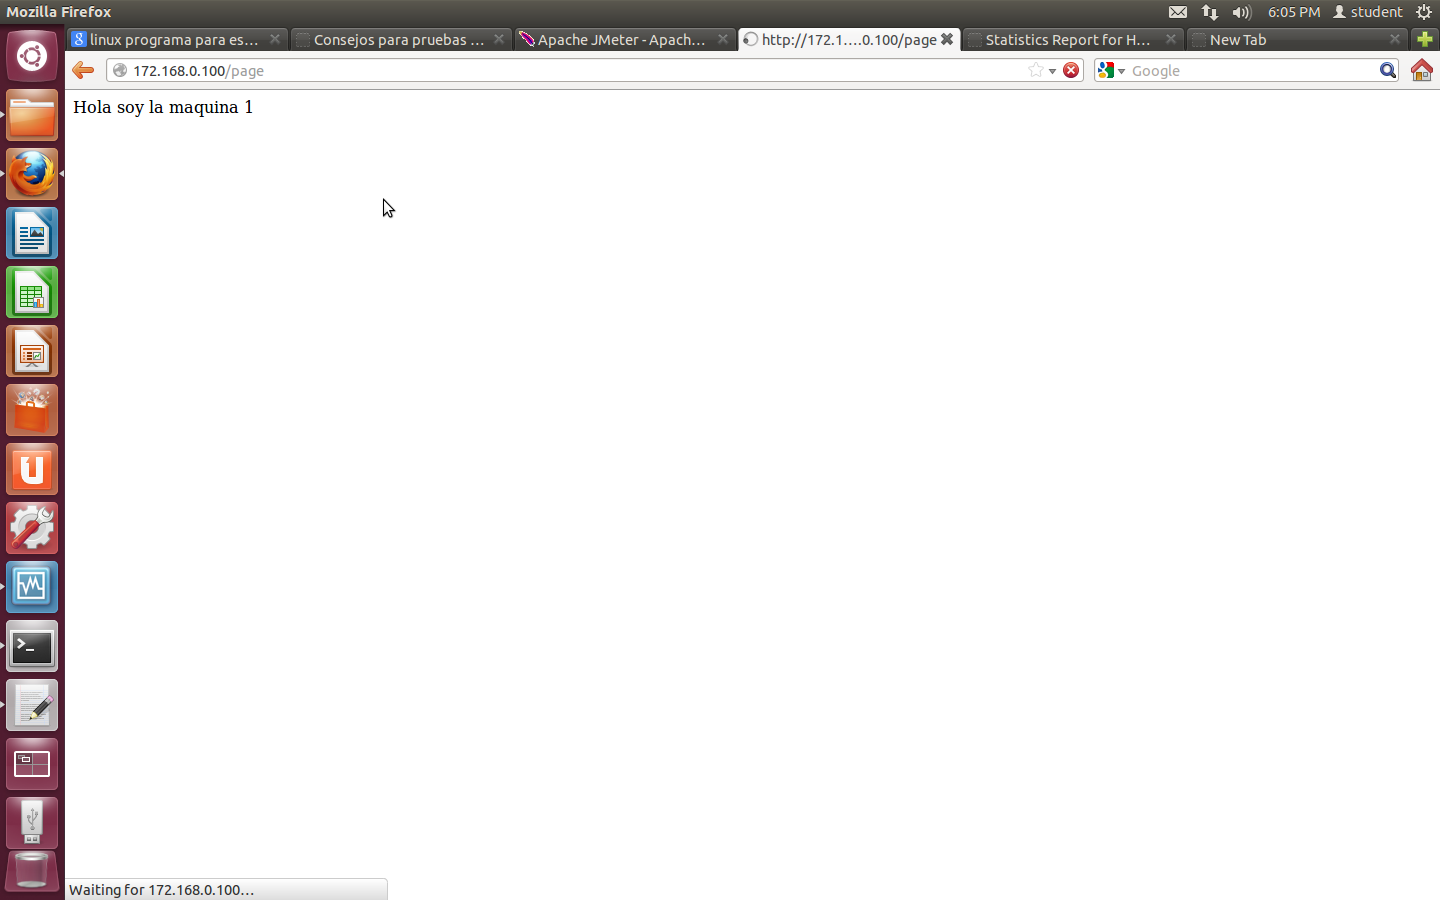 Mozilla Firefox
6:05 PM
student
linux programa para es...
Consejos para pruebas ...
Apache JMeter - Apach...
http://172.1....0.100/page
Statistics Report for H...
New Tab
172.168.0.100/page
Google
Hola soy la maquina 1
Waiting for 172.168.0.100...